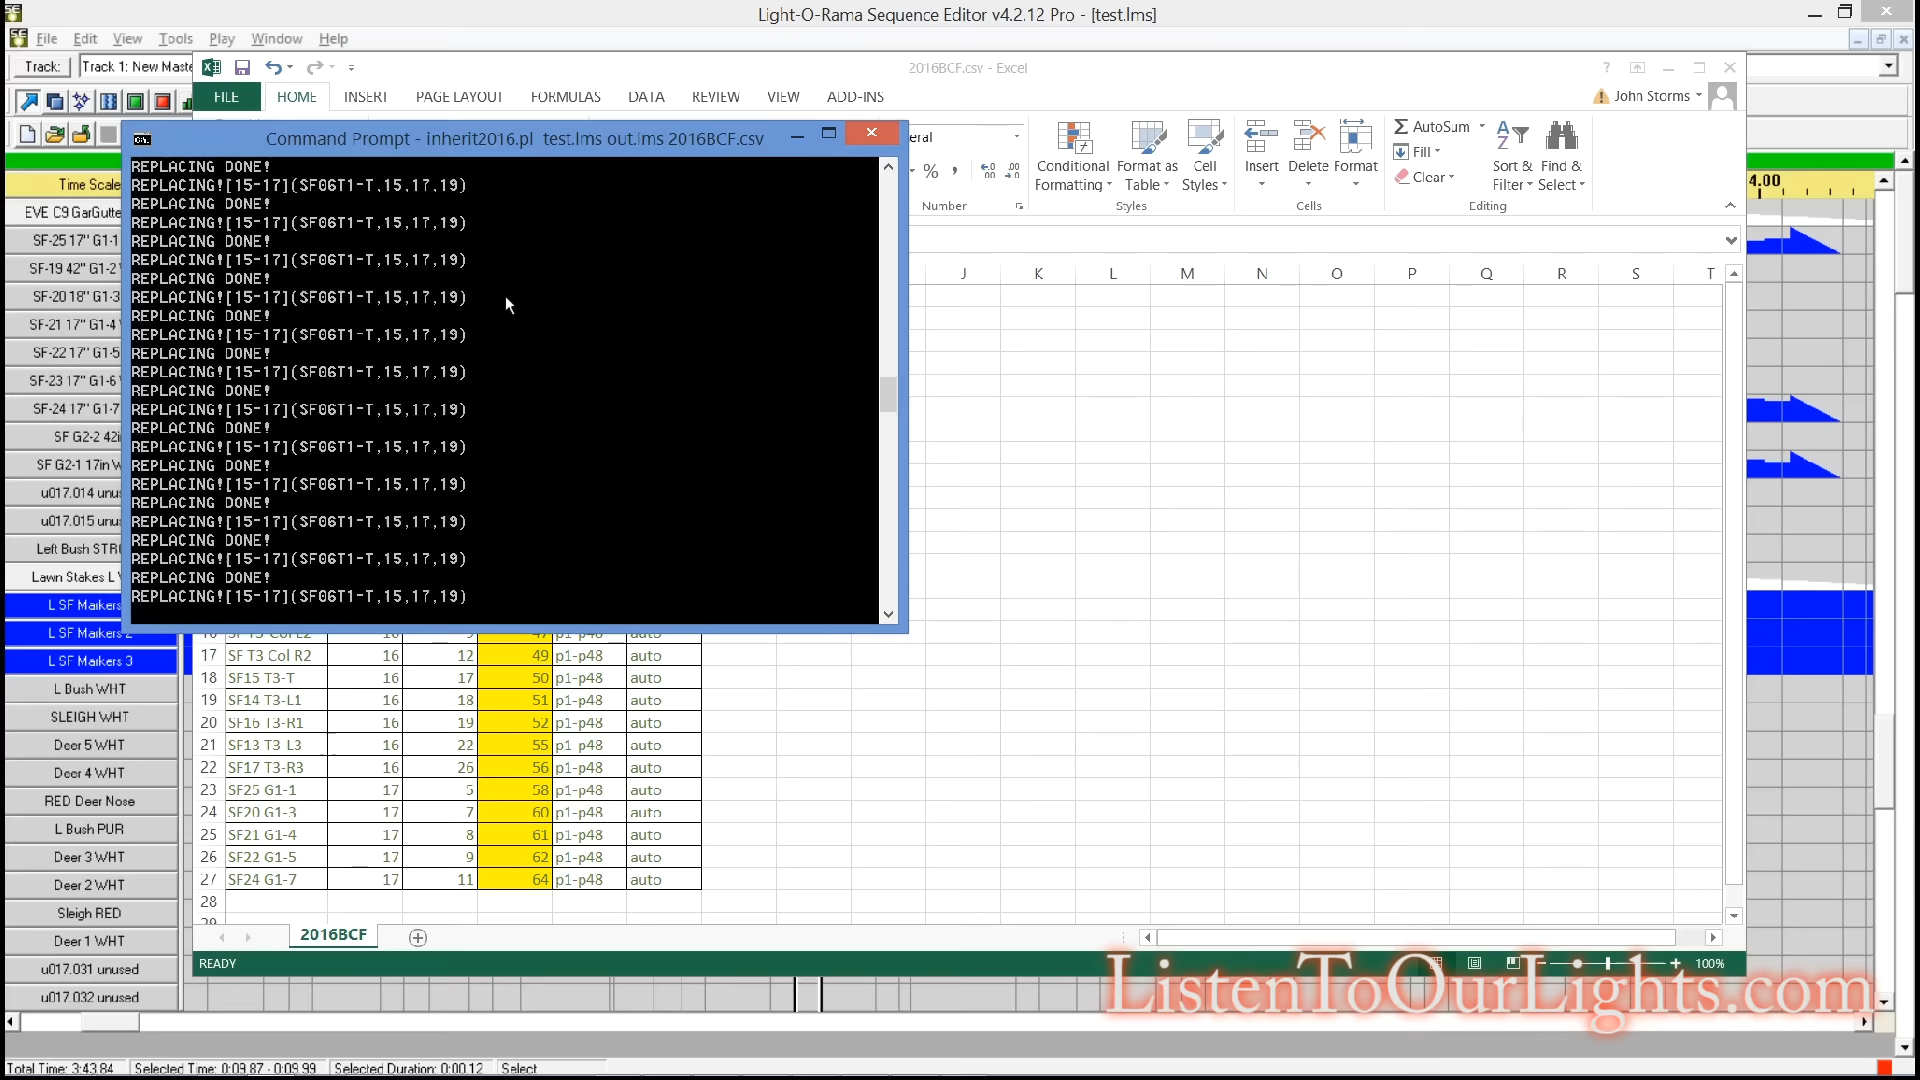 Light-O-Rama Sequence Editor v4.2.12 Pro - [test.lms]
File Edit View Tools Play Window Help
Track: Track 1: New Maste
2016BCF.csv - Excel
FILE HOME INSERT PAGE LAYOUT FORMULAS DATA REVIEW VIEW ADD-INS
John Storms
Command Prompt - inherit2016.pl test.lms out.lms 2016BCF.csv
eral
% ,
Number
Conditional Formatting
Format as Table
Cell Styles
Styles
Insert Delete Format
Cells
AutoSum
Fill
Clear
Sort & Filter
Find & Select
Editing
J K L M N O P Q R S T
4.00
REPLACING DONE!
REPLACING![15-17](SF06T1-T,15,17,19)
REPLACING DONE!
REPLACING![15-17](SF06T1-T,15,17,19)
REPLACING DONE!
REPLACING![15-17](SF06T1-T,15,17,19)
REPLACING DONE!
REPLACING![15-17](SF06T1-T,15,17,19)
REPLACING DONE!
REPLACING![15-17](SF06T1-T,15,17,19)
REPLACING DONE!
REPLACING![15-17](SF06T1-T,15,17,19)
REPLACING DONE!
REPLACING![15-17](SF06T1-T,15,17,19)
REPLACING DONE!
REPLACING![15-17](SF06T1-T,15,17,19)
REPLACING DONE!
REPLACING![15-17](SF06T1-T,15,17,19)
REPLACING DONE!
REPLACING![15-17](SF06T1-T,15,17,19)
REPLACING DONE!
REPLACING![15-17](SF06T1-T,15,17,19)
REPLACING DONE!
REPLACING![15-17](SF06T1-T,15,17,19)
Time Scale
EVE C9 GarGutte
SF-25 17" G1-1
SF-19 42" G1-2
SF-20 18" G1-3
SF-21 17" G1-4
SF-22 17" G1-5
SF-23 17" G1-6
SF-24 17" G1-7
SF G2-2 42i
SF G2-1 17in W
u017.014 unu
u017.015 unu
Left Bush STR
Lawn Stakes L
L SF Markers
L SF Markers 2
L SF Markers 3
L Bush WHT
SLEIGH WHT
Deer 5 WHT
Deer 4 WHT
RED Deer Nose
L Bush PUR
Deer 3 WHT
Deer 2 WHT
Sleigh RED
Deer 1 WHT
u017.031 unused
u017.032 unused
17 SF T3 Col R2 16 12 49 p1-p48 auto
18 SF15 T3-T 16 17 50 p1-p48 auto
19 SF14 T3-L1 16 18 51 p1-p48 auto
20 SF16 T3-R1 16 19 52 p1-p48 auto
21 SF13 T3-L3 16 22 55 p1-p48 auto
22 SF17 T3-R3 16 26 56 p1-p48 auto
23 SF25 G1-1 17 5 58 p1-p48 auto
24 SF20 G1-3 17 7 60 p1-p48 auto
25 SF21 G1-4 17 8 61 p1-p48 auto
26 SF22 G1-5 17 9 62 p1-p48 auto
27 SF24 G1-7 17 11 64 p1-p48 auto
28
29
2016BCF
READY
100%
ListenToOurLights.com
Total Time: 3:43.84 Selected Time: 0:09.87 - 0:09.99 Selected Duration: 0:00.12 Select